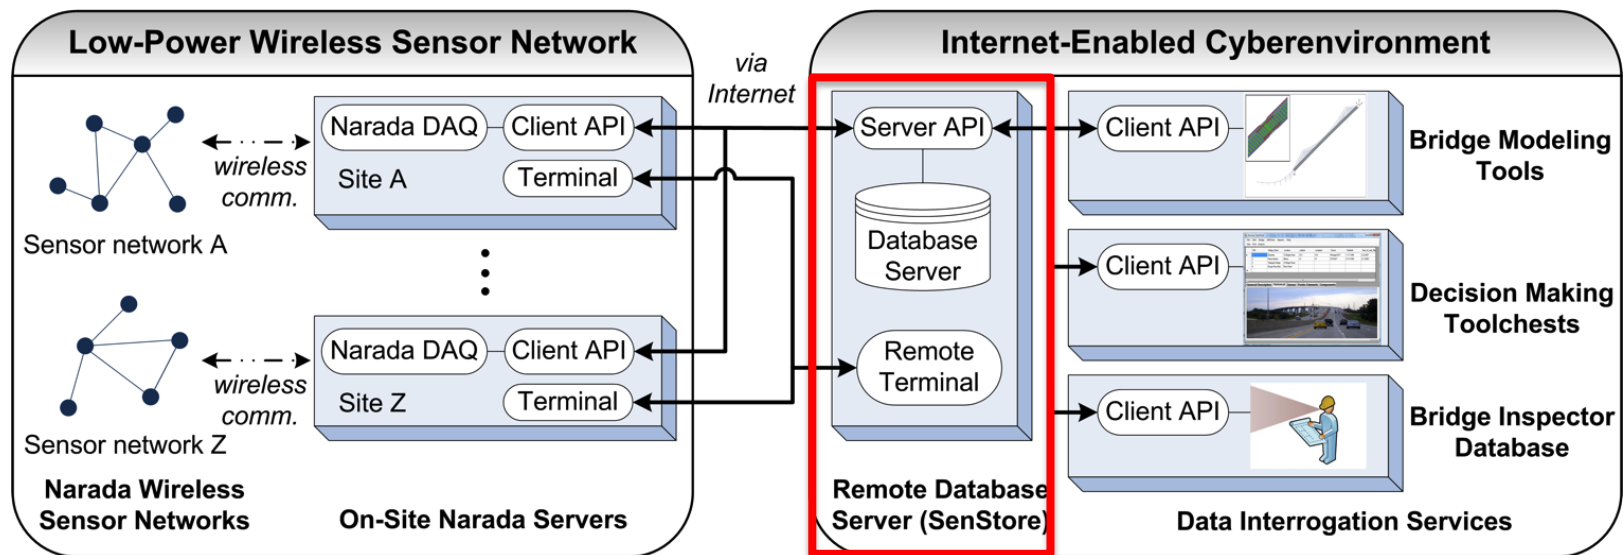 Low-Power Wireless Sensor Network
Internet-Enabled Cyberenvironment
via
Internet
Narada DAQ
Client API
Site A
Terminal
wireless
comm.
Sensor network A
Narada DAQ
Client API
Site Z
Terminal
wireless
comm.
Sensor network Z
Narada Wireless
Sensor Networks
On-Site Narada Servers
Server API
Database
Server
Remote
Terminal
Remote Database
Server (SenStore)
Client API
Bridge Modeling
Tools
Client API
Decision Making
Toolchests
Client API
Bridge Inspector
Database
Data Interrogation Services